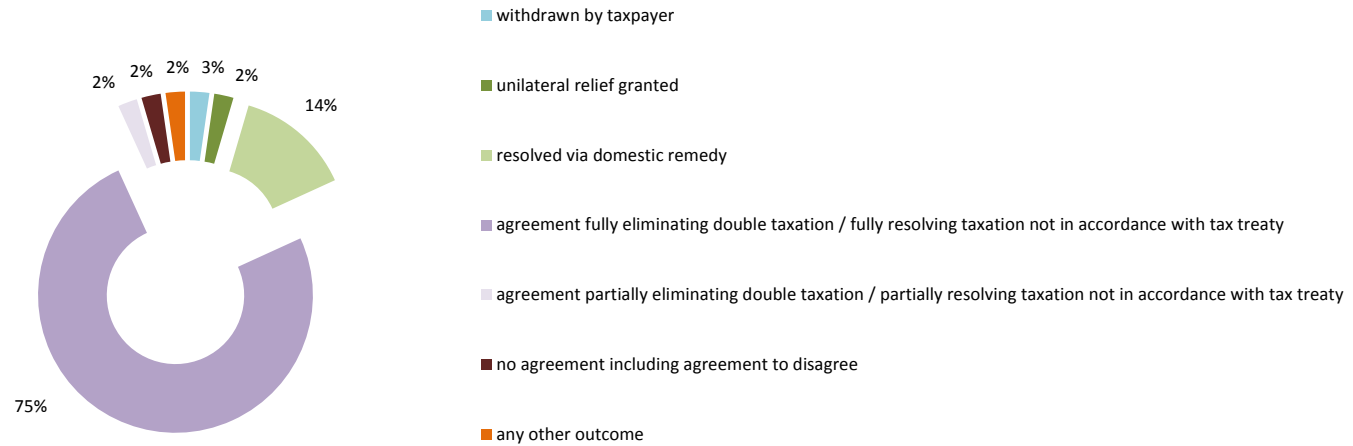 withdrawn by taxpayer
2% 2% 2% 3% 2%
unilateral relief granted
14%
resolved via domestic remedy
agreement fully eliminating double taxation / fully resolving taxation not in accordance with tax treaty
agreement partially eliminating double taxation / partially resolving taxation not in accordance with tax treaty
no agreement including agreement to disagree
75%
any other outcome